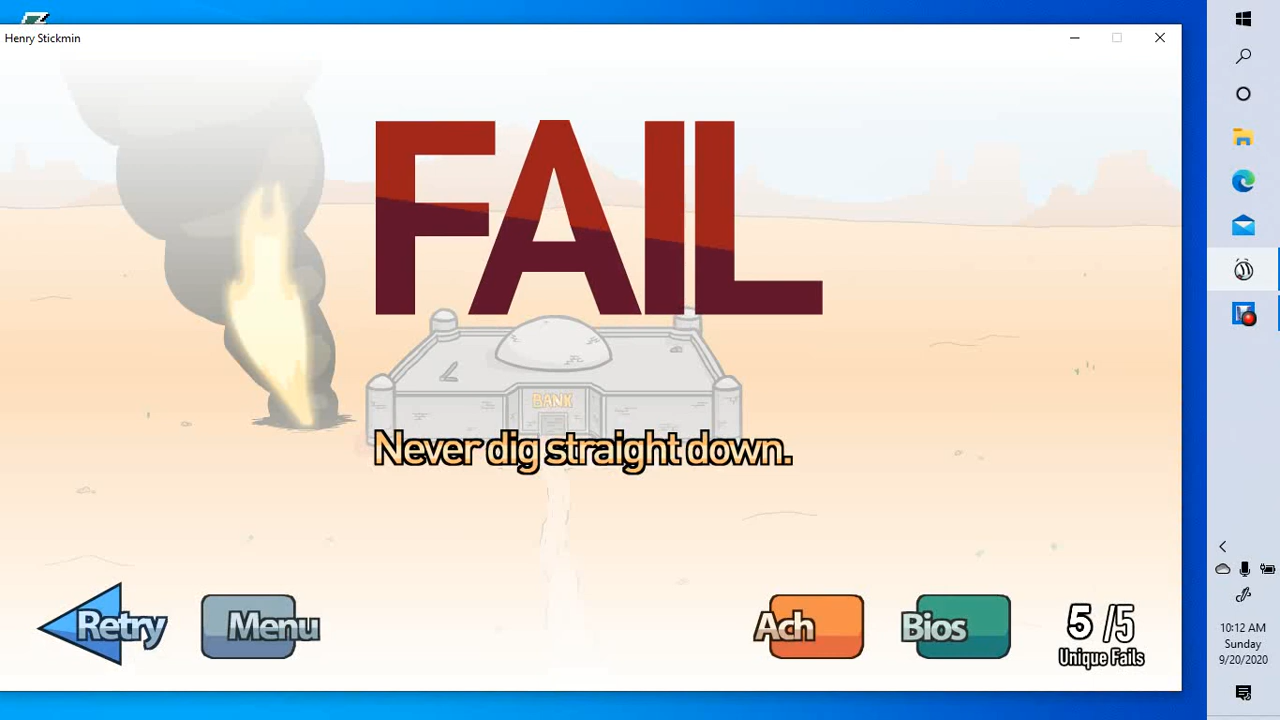 Henry Stickmin
FAIL
BANK
Never dig straight down.
Retry
Menu
Ach
Bios
5 /5
Unique Fails
10:12 AM
Sunday
9/20/2020